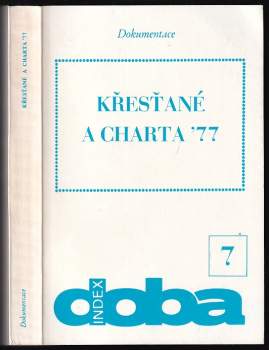 KŘESŤANÉ A CHARTA '77
Dokumentace
Dokumentace
KŘESŤANÉ
A CHARTA '77
7
INDEX
doba